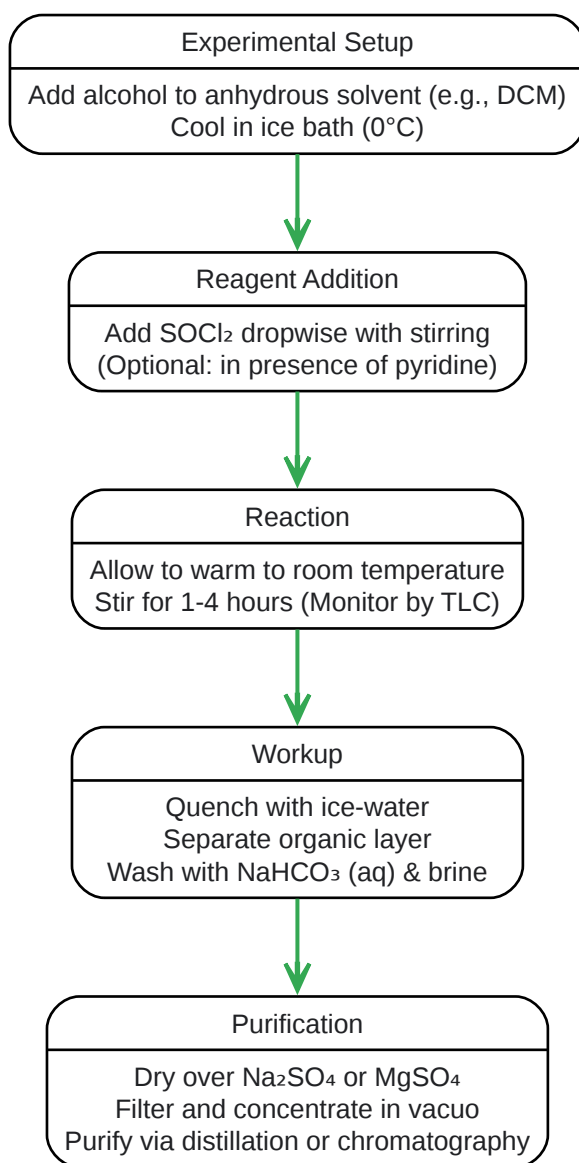 Experimental Setup
Add alcohol to anhydrous solvent (e.g., DCM)
Cool in ice bath (0°C)
Reagent Addition
Add SOCl₂ dropwise with stirring
(Optional: in presence of pyridine)
Reaction
Allow to warm to room temperature
Stir for 1-4 hours (Monitor by TLC)
Workup
Quench with ice-water
Separate organic layer
Wash with NaHCO₃ (aq) & brine
Purification
Dry over Na₂SO₄ or MgSO₄
Filter and concentrate in vacuo
Purify via distillation or chromatography